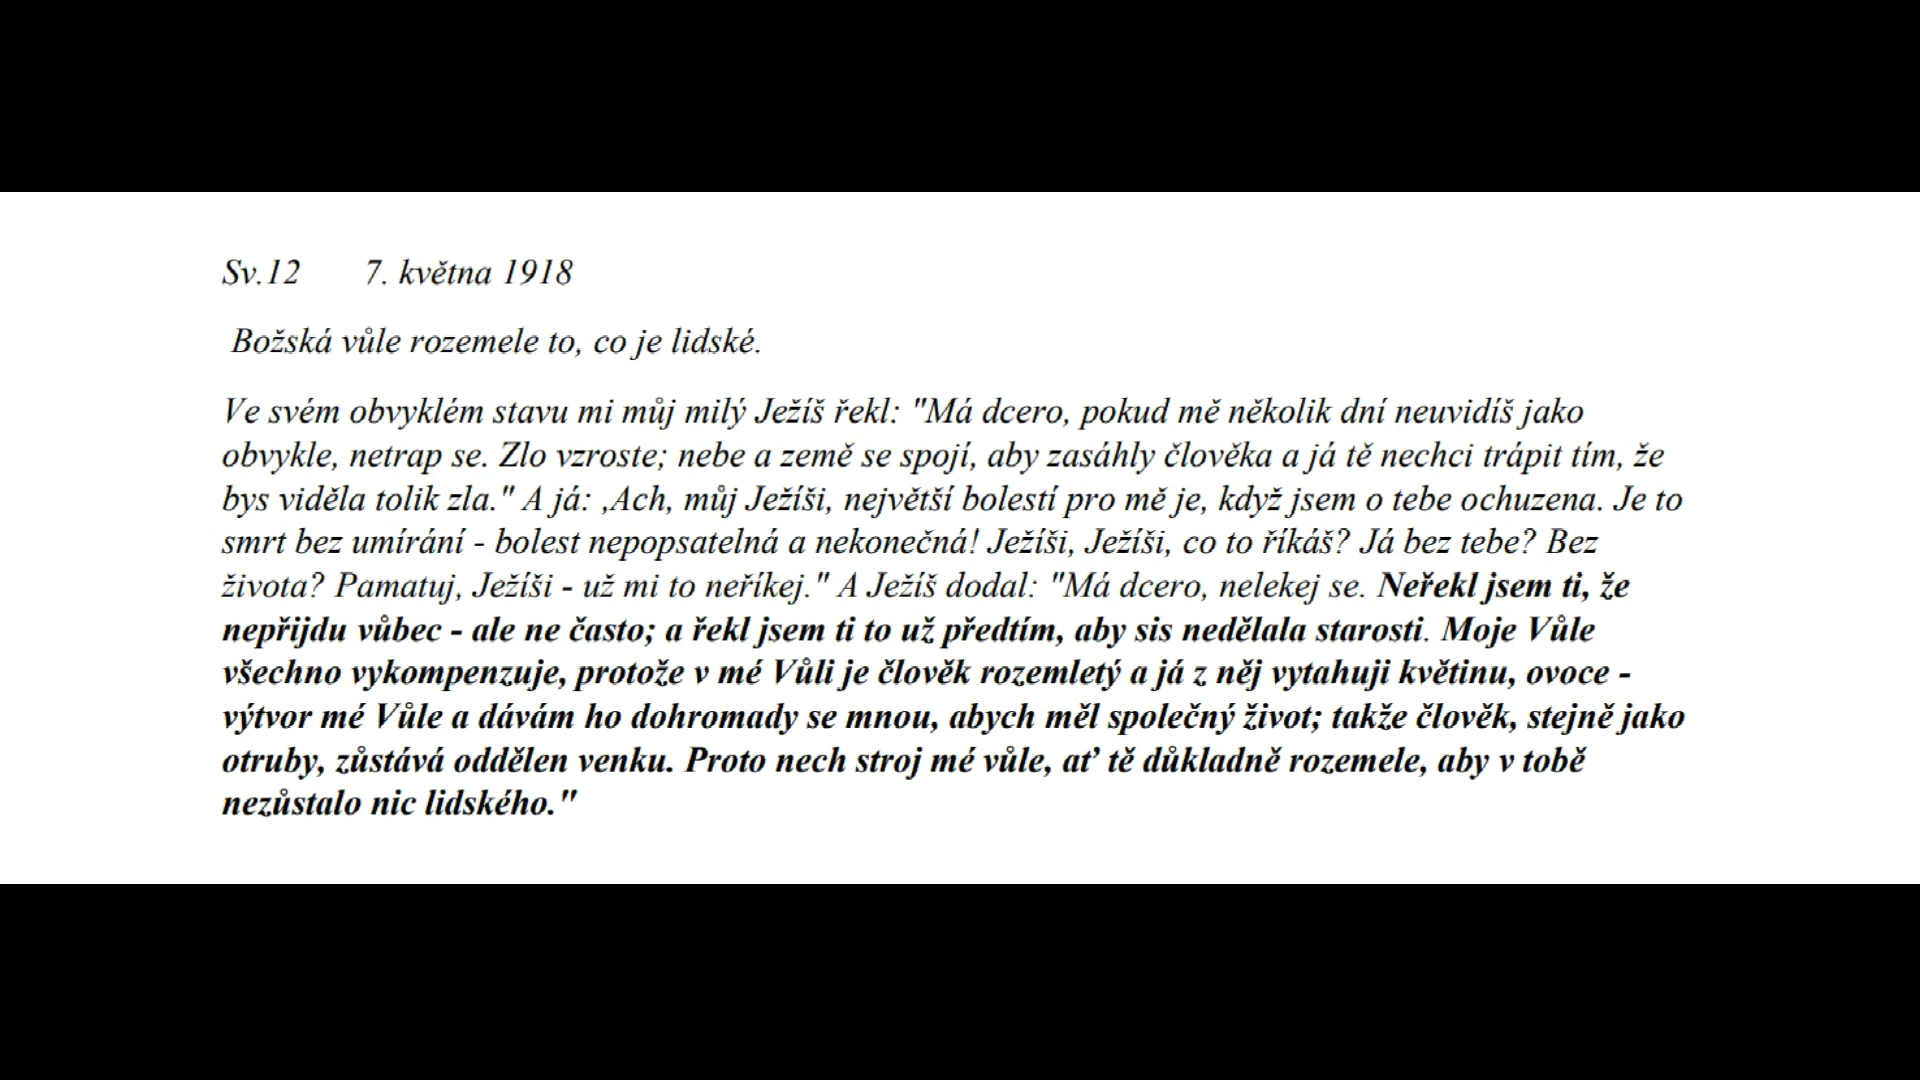 Sv.12 7. května 1918
Božská vůle rozemele to, co je lidské.
Ve svém obvyklém stavu mi můj milý Ježíš řekl: "Má dcero, pokud mě několik dní neuvidíš jako
obvykle, netrap se. Zlo vzroste; nebe a země se spojí, aby zasáhly člověka a já tě nechci trápit tím, že
bys viděla tolik zla." A já: ‚Ach, můj Ježíši, největší bolestí pro mě je, když jsem o tebe ochuzena. Je to
smrt bez umírání - bolest nepopsatelná a nekonečná! Ježíši, Ježíši, co to říkáš? Já bez tebe? Bez
života? Pamatuj, Ježíši - už mi to neříkej." A Ježíš dodal: "Má dcero, nelekej se. Neřekl jsem ti, že
nepřijdu vůbec - ale ne často; a řekl jsem ti to už předtím, aby sis nedělala starosti. Moje Vůle
všechno vykompenzuje, protože v mé Vůli je člověk rozemletý a já z něj vytahuji květinu, ovoce -
výtvor mé Vůle a dávám ho dohromady se mnou, abych měl společný život; takže člověk, stejně jako
otruby, zůstává oddělen venku. Proto nech stroj mé vůle, ať tě důkladně rozemele, aby v tobě
nezůstalo nic lidského."